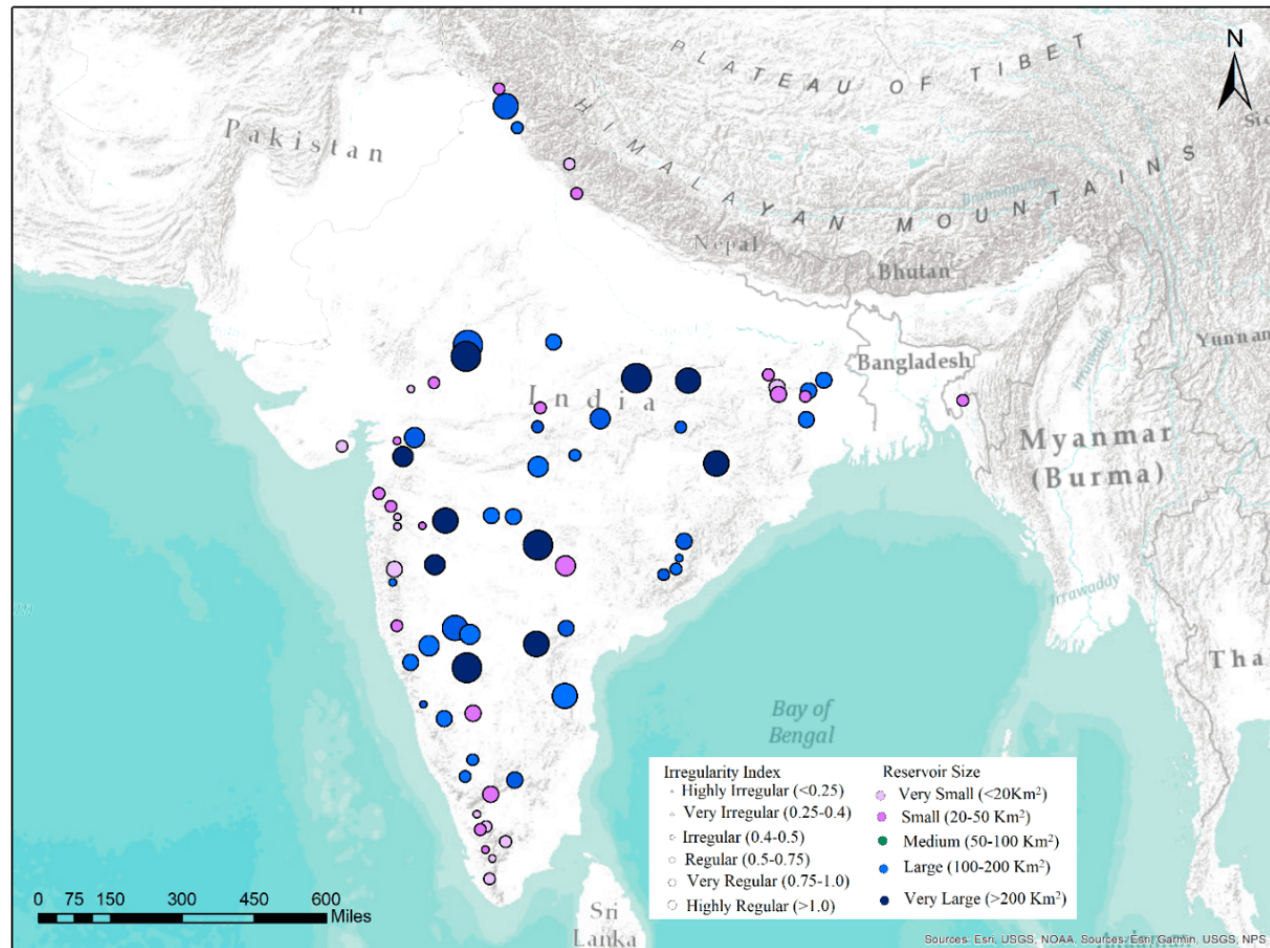 PLATEAU OF TIBET
N
HIMALAYAN MOUNTAINS
Pakistan
Nepal
Bhutan
Yunnan
Bangladesh
India
Myanmar
(Burma)
Irrawaddy
Irrawaddy
Tha
Bay of
Bengal
Sri
Lanka
Irregularity Index
Highly Irregular (<0.25)
Very Irregular (0.25-0.4)
Irregular (0.4-0.5)
Regular (0.5-0.75)
Very Regular (0.75-1.0)
Highly Regular (>1.0)
Reservoir Size
Very Small (<20Km²)
Small (20-50 Km²)
Medium (50-100 Km²)
Large (100-200 Km²)
Very Large (>200 Km²)
0 75 150 300 450 600
Miles
Sources: Esri, USGS, NOAA, Sources: Esri, Garmin, USGS, NPS